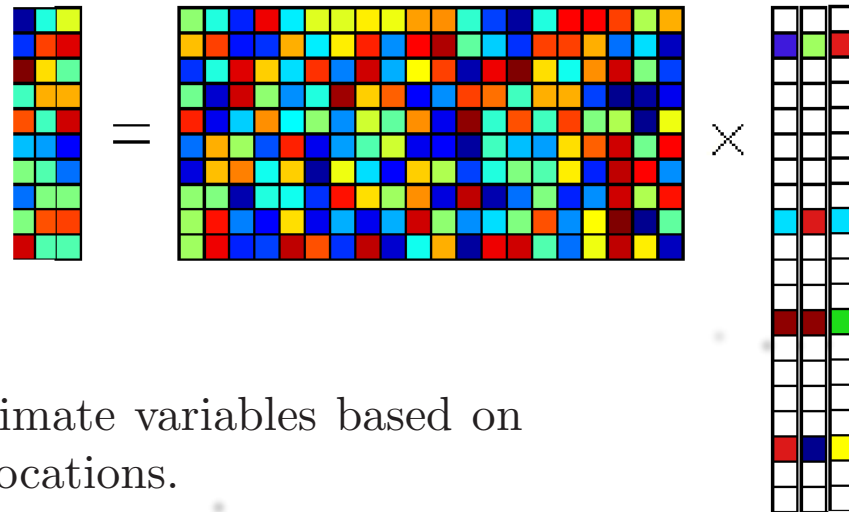 = ×
imate variables based on
ocations.